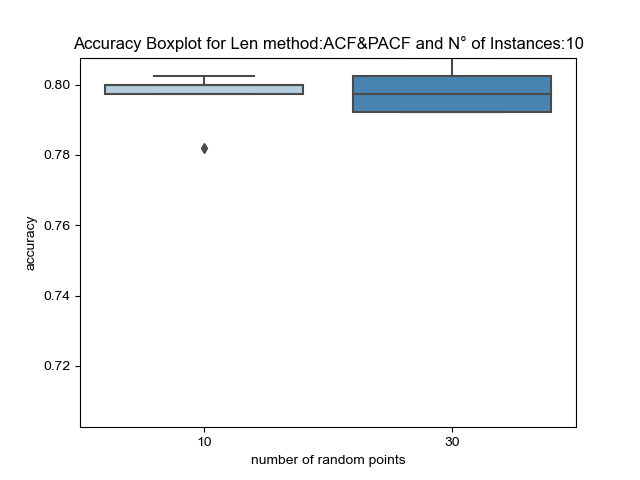 Accuracy Boxplot for Len method:ACF&PACF and N° of Instances:10
0.80
0.78
0.76
0.74
0.72
accuracy
10
30
number of random points